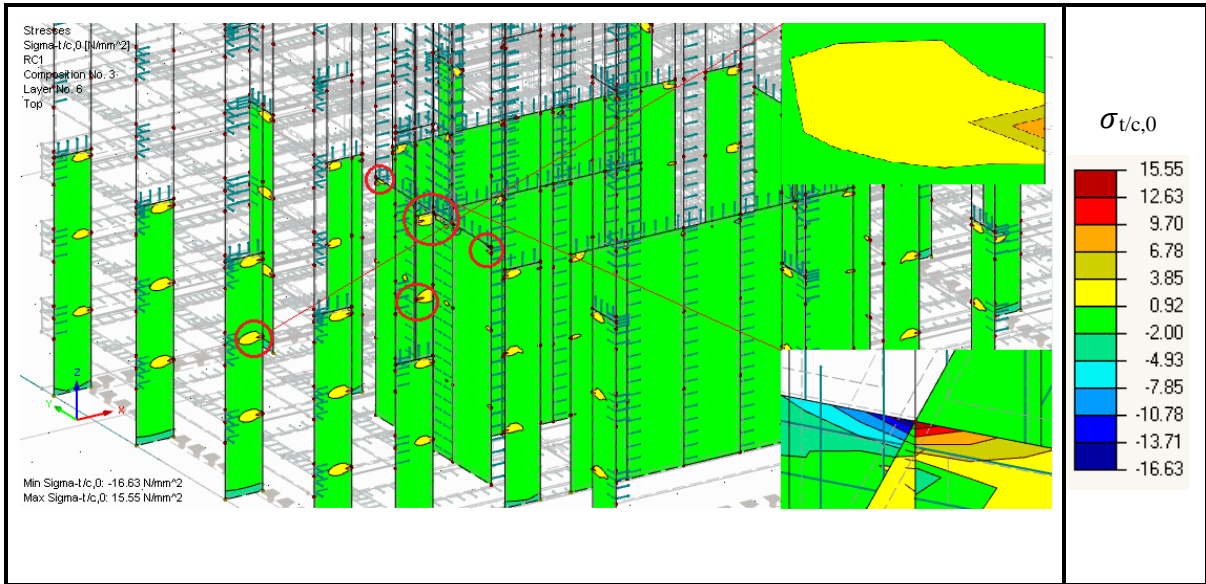 Stresses
Sigma-t/c,0 [N/mm^2]
RC1
Composition No. 3
Layer No. 6
Top
Z
Y
X
Min Sigma-t/c,0: -16.63 N/mm^2
Max Sigma-t/c,0: 15.55 N/mm^2
σt/c,0
15.55
12.63
9.70
6.78
3.85
0.92
-2.00
-4.93
-7.85
-10.78
-13.71
-16.63